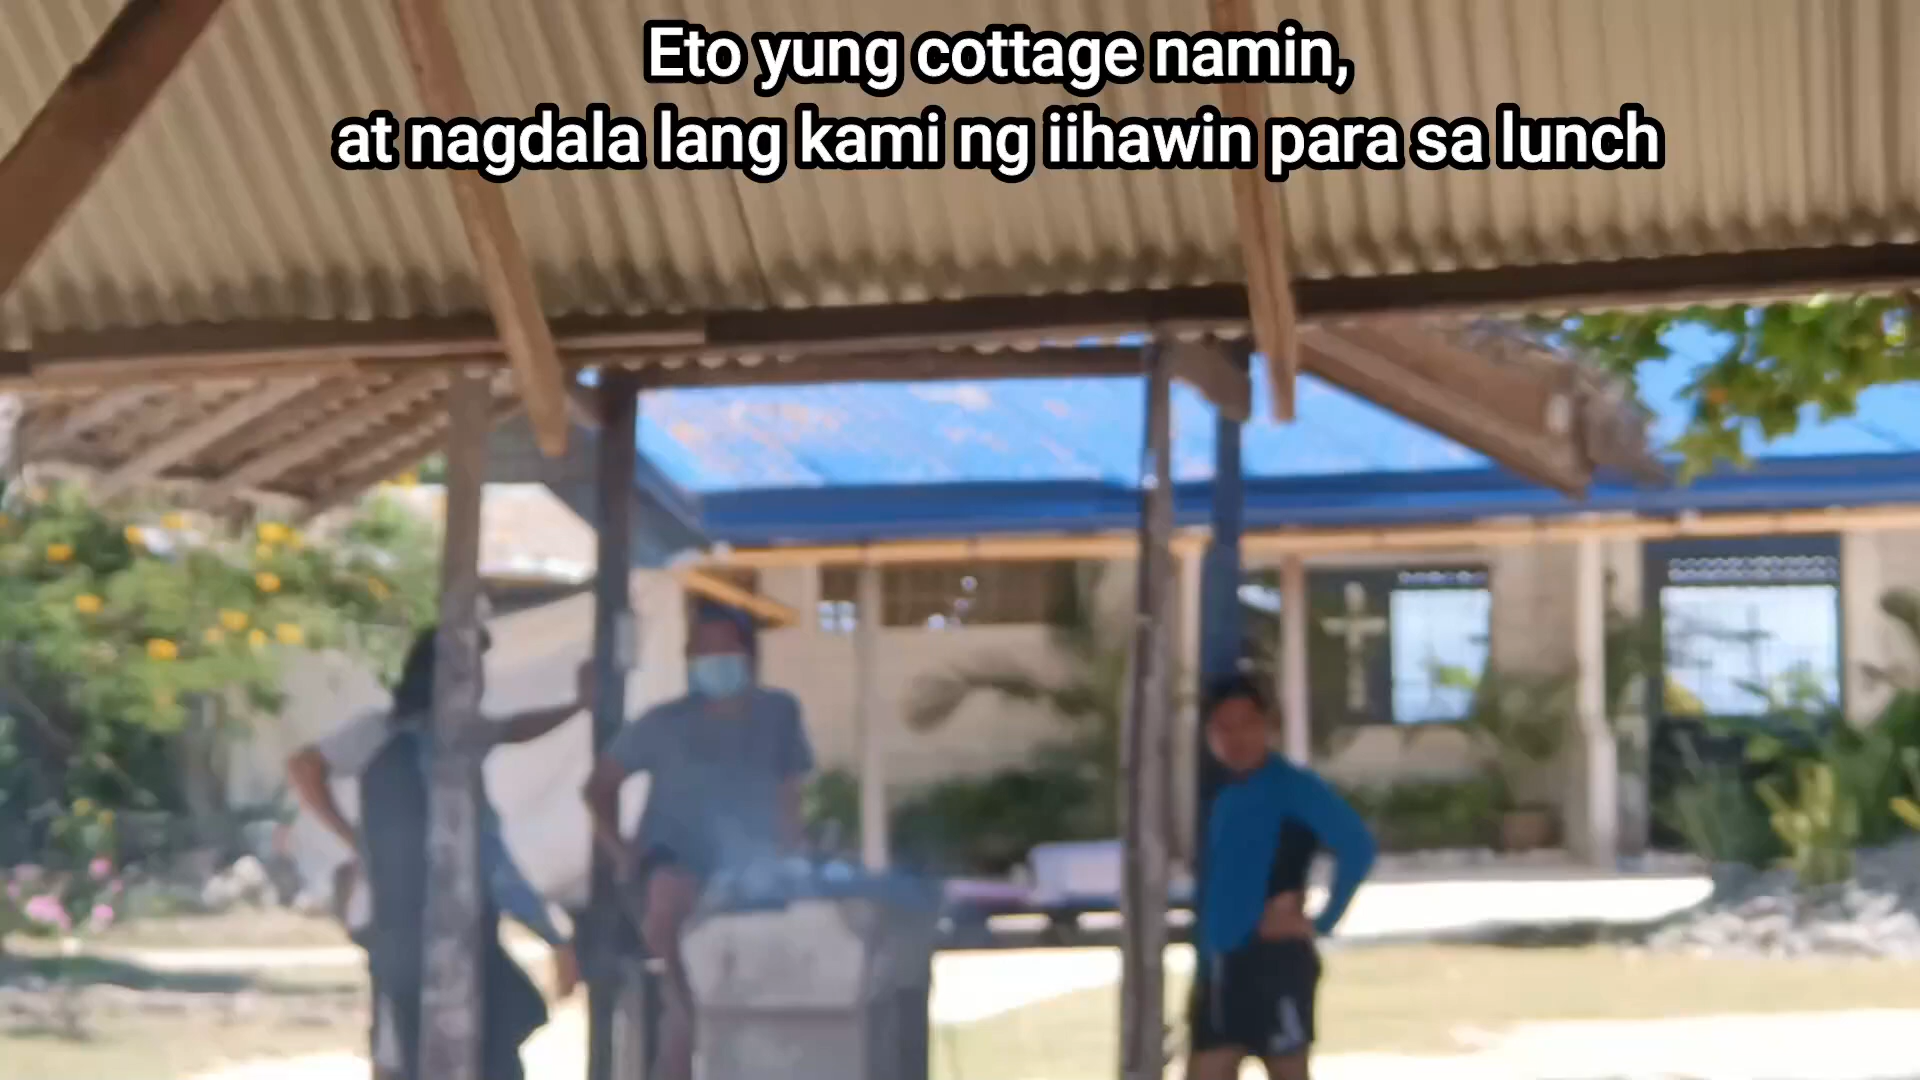 Eto yung cottage namin,
at nagdala lang kami ng iihawin para sa lunch